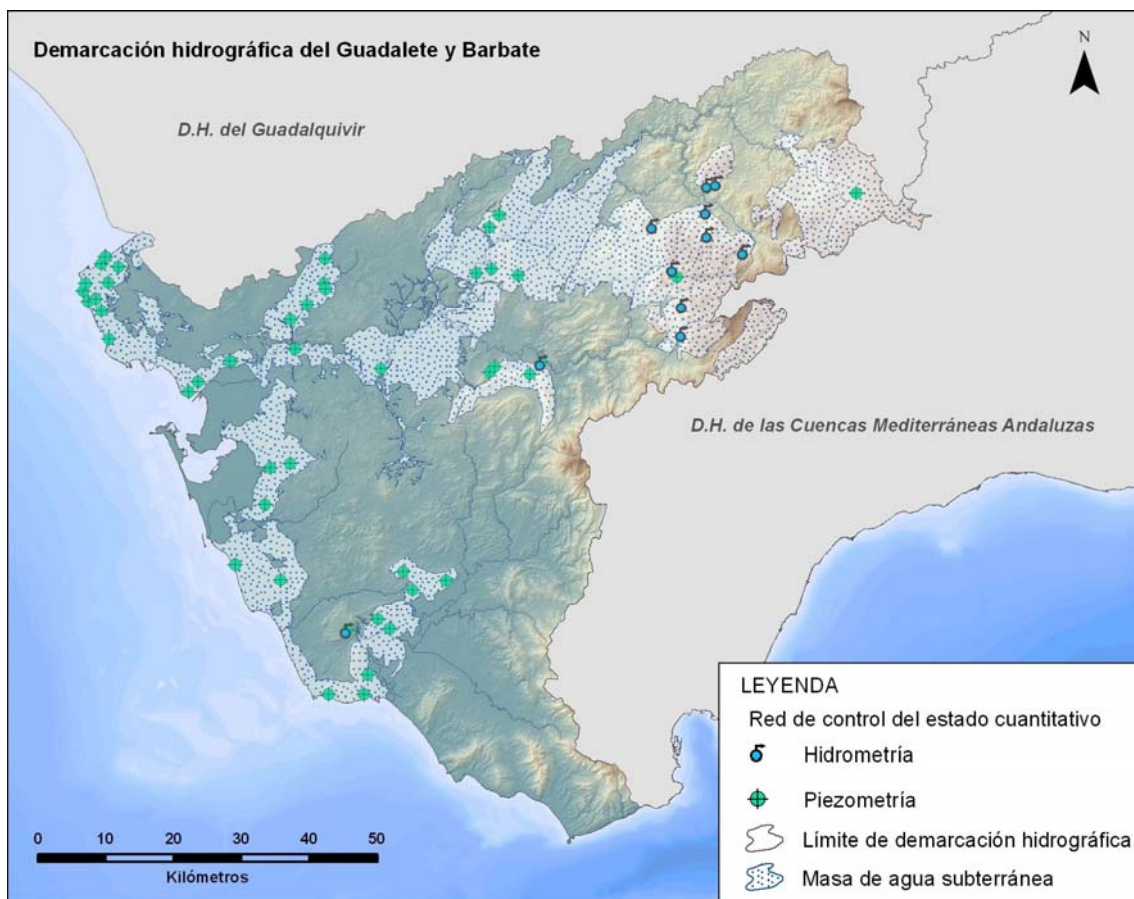 Demarcación hidrográfica del Guadalete y Barbate
N
D.H. del Guadalquivir
D.H. de las Cuencas Mediterráneas Andaluzas
LEYENDA
Red de control del estado cuantitativo
Hidrometría
Piezometría
Límite de demarcación hidrográfica
Masa de agua subterránea
0 10 20 30 40 50
Kilómetros